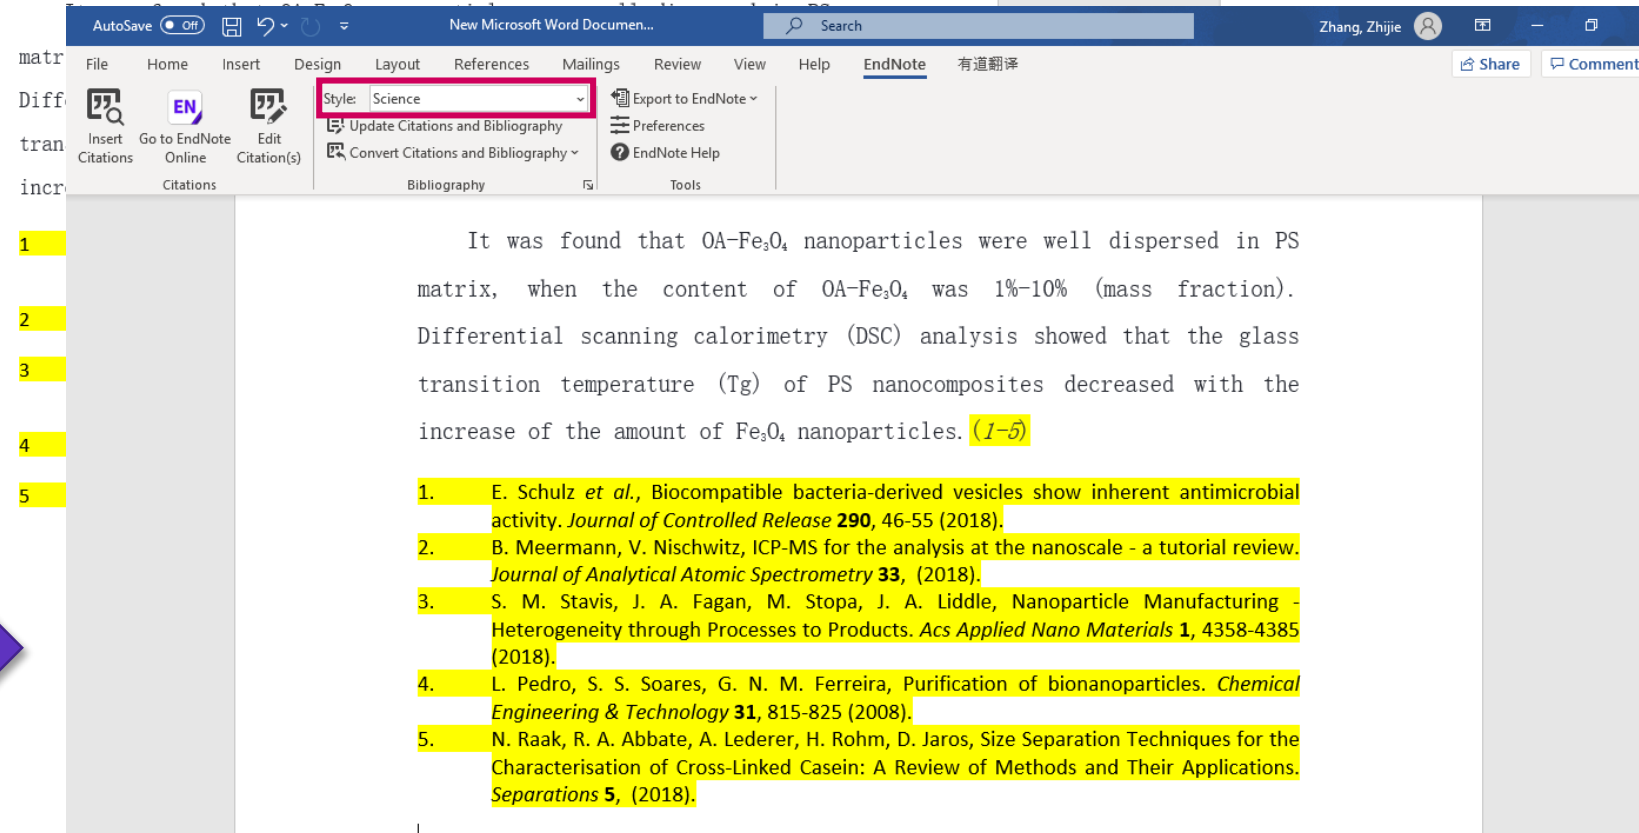 AutoSave Off New Microsoft Word Documen... Search Zhang, Zhijie
File Home Insert Design Layout References Mailings Review View Help EndNote 有道翻译 Share Comment
Insert Citations
Go to EndNote Online
Edit Citation(s)
Citations
Style: Science
Update Citations and Bibliography
Convert Citations and Bibliography
Bibliography
Export to EndNote
Preferences
EndNote Help
Tools
matr
Diff
tran
incr
1
2
3
4
5
It was found that OA-Fe₃O₄ nanoparticles were well dispersed in PS
matrix, when the content of OA-Fe₃O₄ was 1%-10% (mass fraction).
Differential scanning calorimetry (DSC) analysis showed that the glass
transition temperature (Tg) of PS nanocomposites decreased with the
increase of the amount of Fe₃O₄ nanoparticles. (1-5)
1. E. Schulz et al., Biocompatible bacteria-derived vesicles show inherent antimicrobial
activity. Journal of Controlled Release 290, 46-55 (2018).
2. B. Meermann, V. Nischwitz, ICP-MS for the analysis at the nanoscale - a tutorial review.
Journal of Analytical Atomic Spectrometry 33, (2018).
3. S. M. Stavis, J. A. Fagan, M. Stopa, J. A. Liddle, Nanoparticle Manufacturing -
Heterogeneity through Processes to Products. Acs Applied Nano Materials 1, 4358-4385
(2018).
4. L. Pedro, S. S. Soares, G. N. M. Ferreira, Purification of bionanoparticles. Chemical
Engineering & Technology 31, 815-825 (2008).
5. N. Raak, R. A. Abbate, A. Lederer, H. Rohm, D. Jaros, Size Separation Techniques for the
Characterisation of Cross-Linked Casein: A Review of Methods and Their Applications.
Separations 5, (2018).